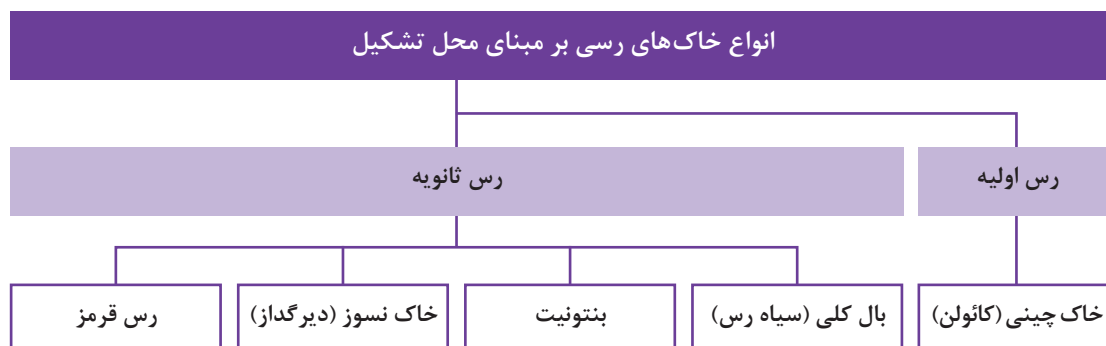 انواع خاک‌های رسی بر مبنای محل تشکیل
رس اولیه
رس ثانویه
خاک چینی (کائولن)
بال کلی (سیاه رس)
بنتونیت
خاک نسوز (دیرگداز)
رس قرمز